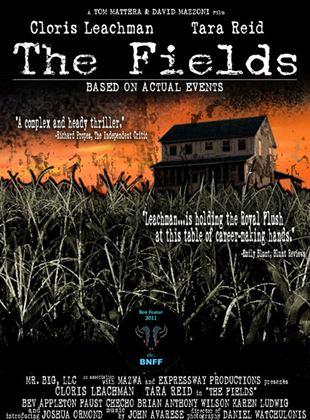 A TOM MATTERA & DAVID MAZZONI Film
Cloris Leachman Tara Reid
The Fields
BASED ON ACTUAL EVENTS
"A complex and heady thriller."
-Richard Propes, The Independent Critic
"Leachman...is holding the Royal Flush
at this table of career-making hands."
-Emily Blunt, Blunt Reviews
Best Feature
2011
BNFF
MR. BIG, LLC in association with MAZWA and EXPRESSWAY PRODUCTIONS presents
CLORIS LEACHMAN TARA REID in "THE FIELDS"
BEV APPLETON FAUST CHECHO BRIAN ANTHONY WILSON KAREN LUDWIG
introducing JOSHUA ORMOND music by JOHN AVARESE director of photography DANIEL WATCHULONIS